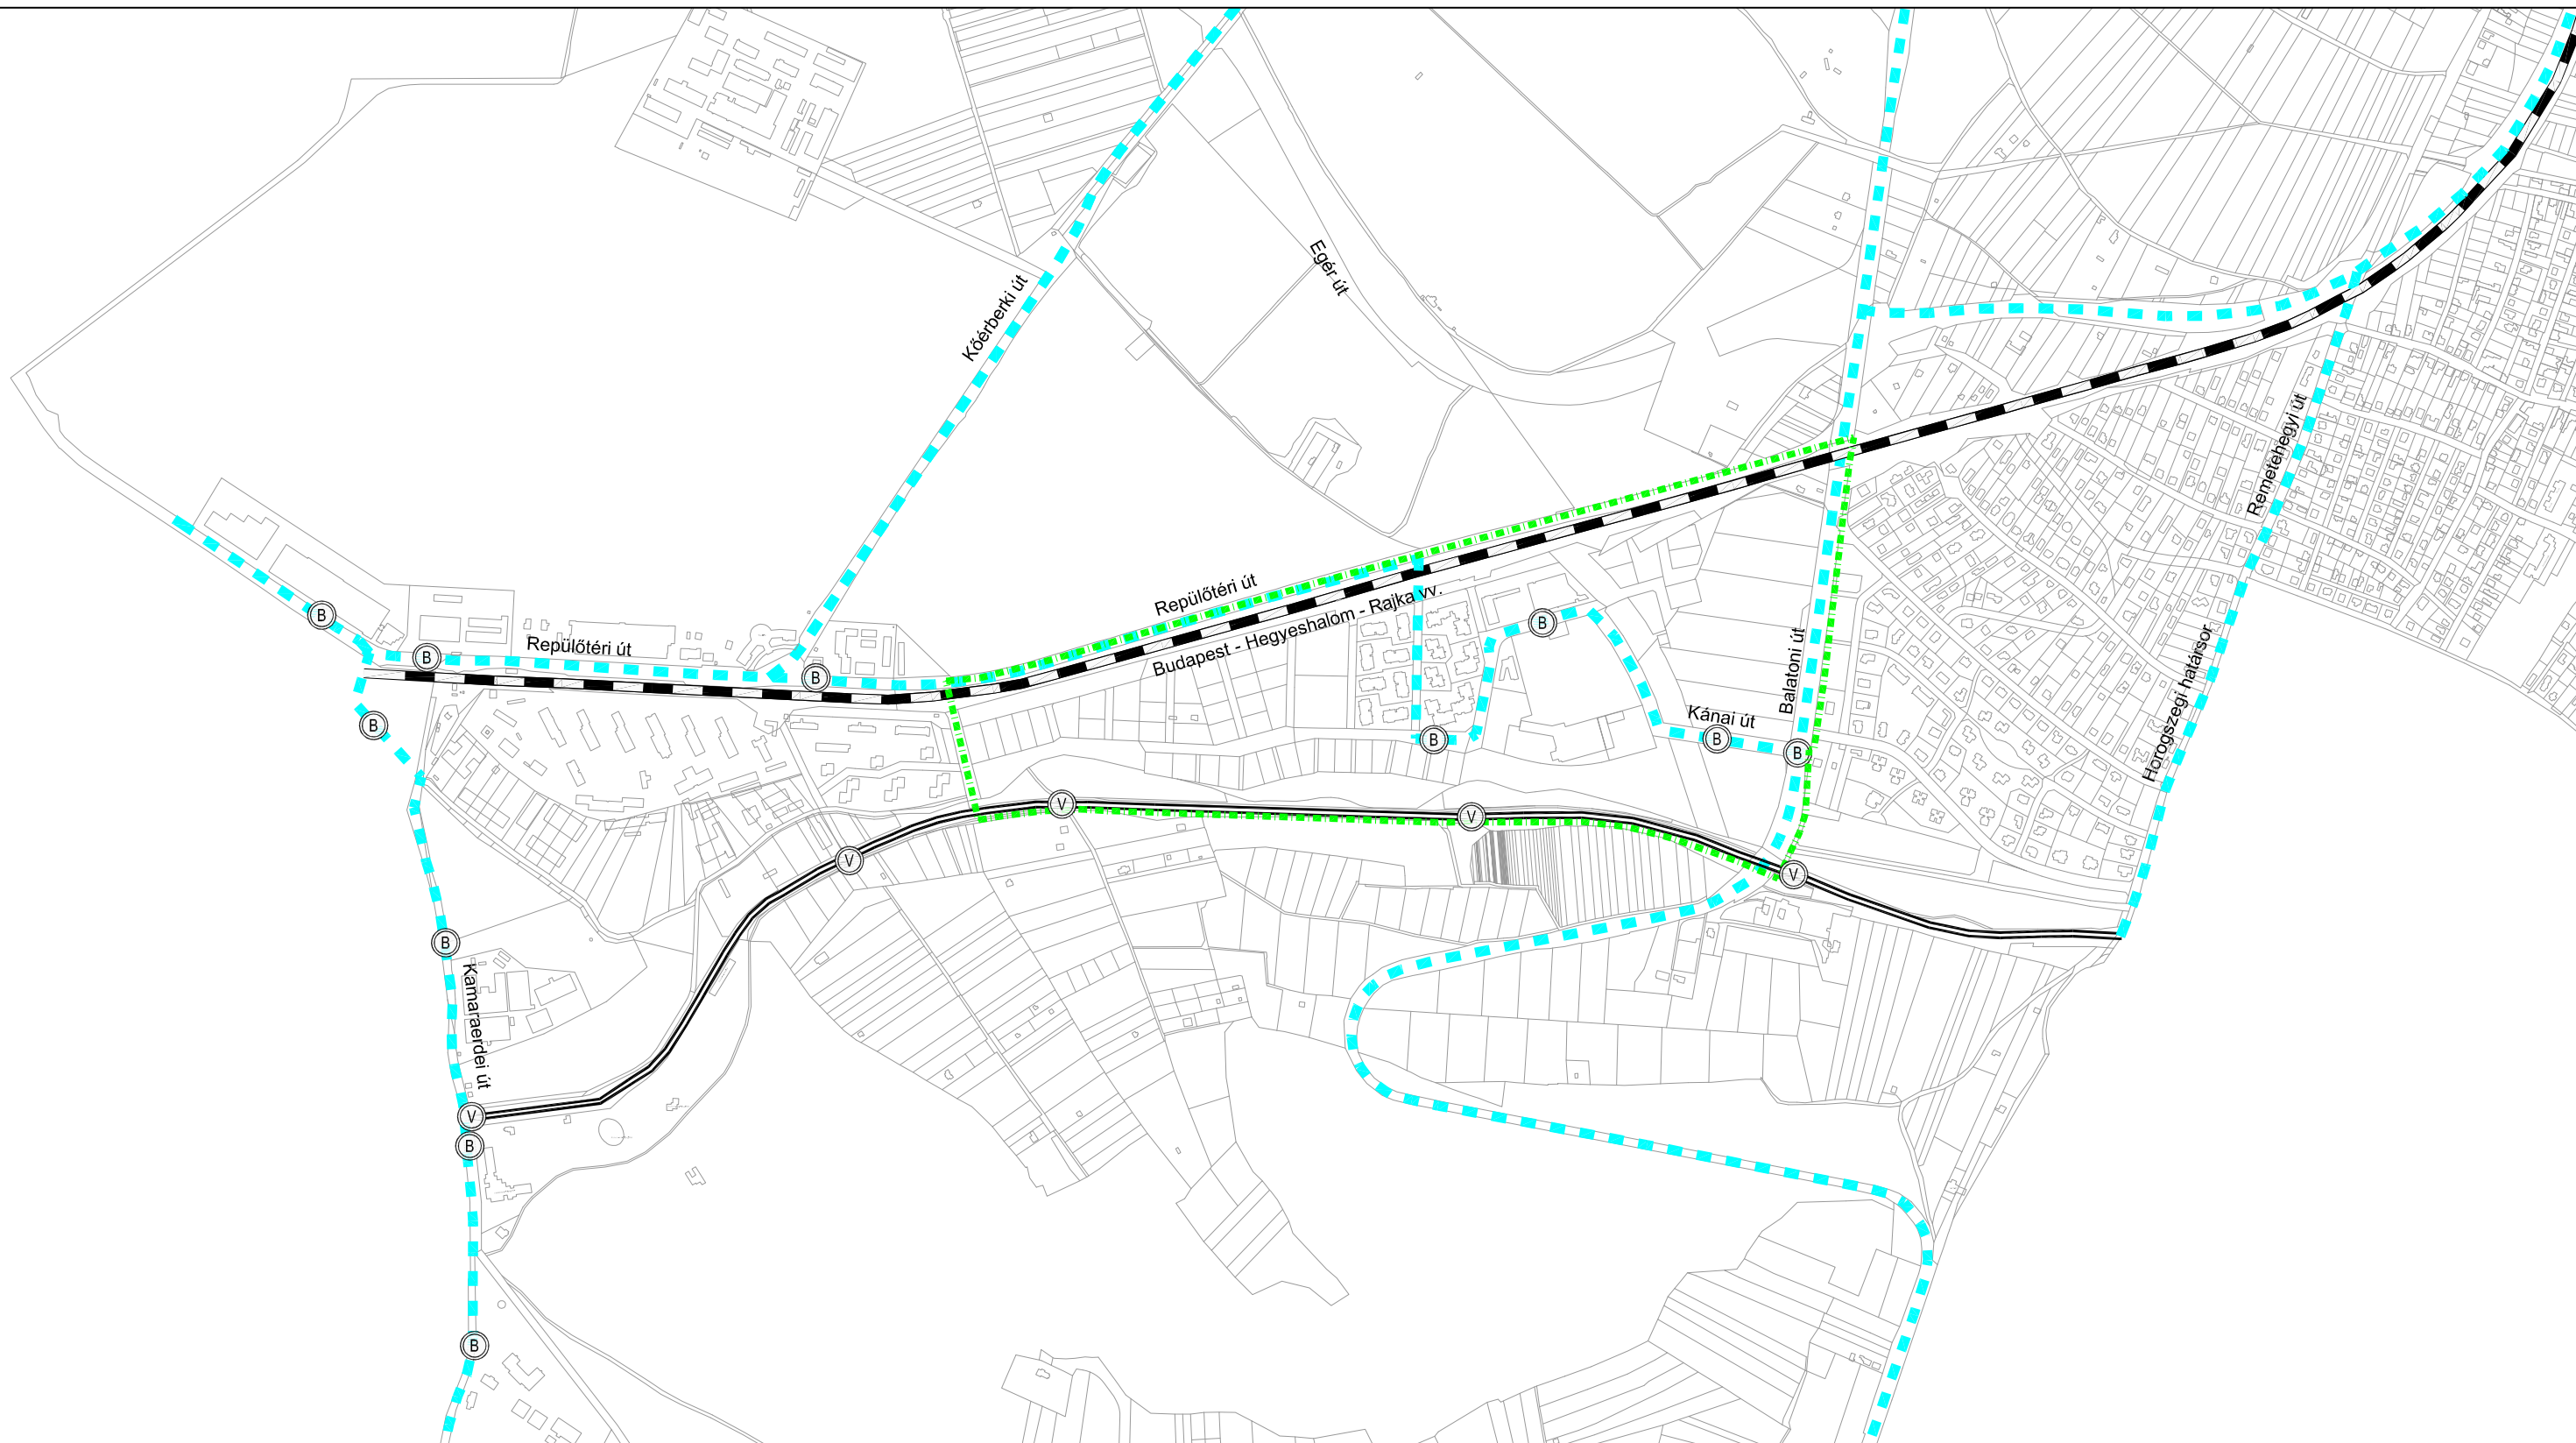 Egér út
Kőérberki út
Remetehegyi út
Repülőtéri út
Budapest - Hegyeshalom - Rajka vv.
B
B
Repülőtéri út
B
B
B
Balatoni út
Horogszegi határsor
Kánai út
B
B
B
B
V
V
V
V
B
Kamaraerdei út
V
B
B